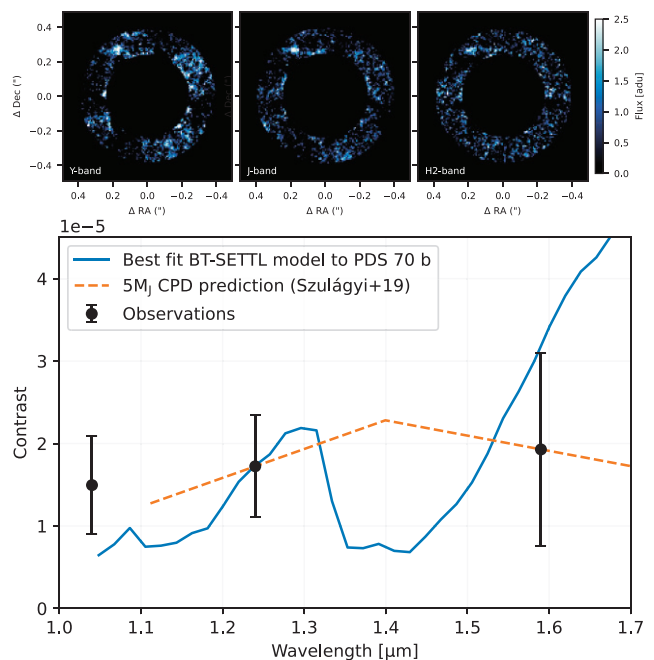 0.4
0.2
0.0
−0.2
−0.4
Δ Dec (")
Y-band
J-band
H2-band
0.4 0.2 0.0 −0.2 −0.4
0.4 0.2 0.0 −0.2 −0.4
0.4 0.2 0.0 −0.2 −0.4
Δ RA (")
Δ RA (")
Δ RA (")
2.5
2.0
1.5
1.0
0.5
0.0
Flux [adu]
1e−5
Best fit BT-SETTL model to PDS 70 b
5MJ CPD prediction (Szulágyi+19)
Observations
4
3
2
1
0
Contrast
1.0 1.1 1.2 1.3 1.4 1.5 1.6 1.7
Wavelength [μm]